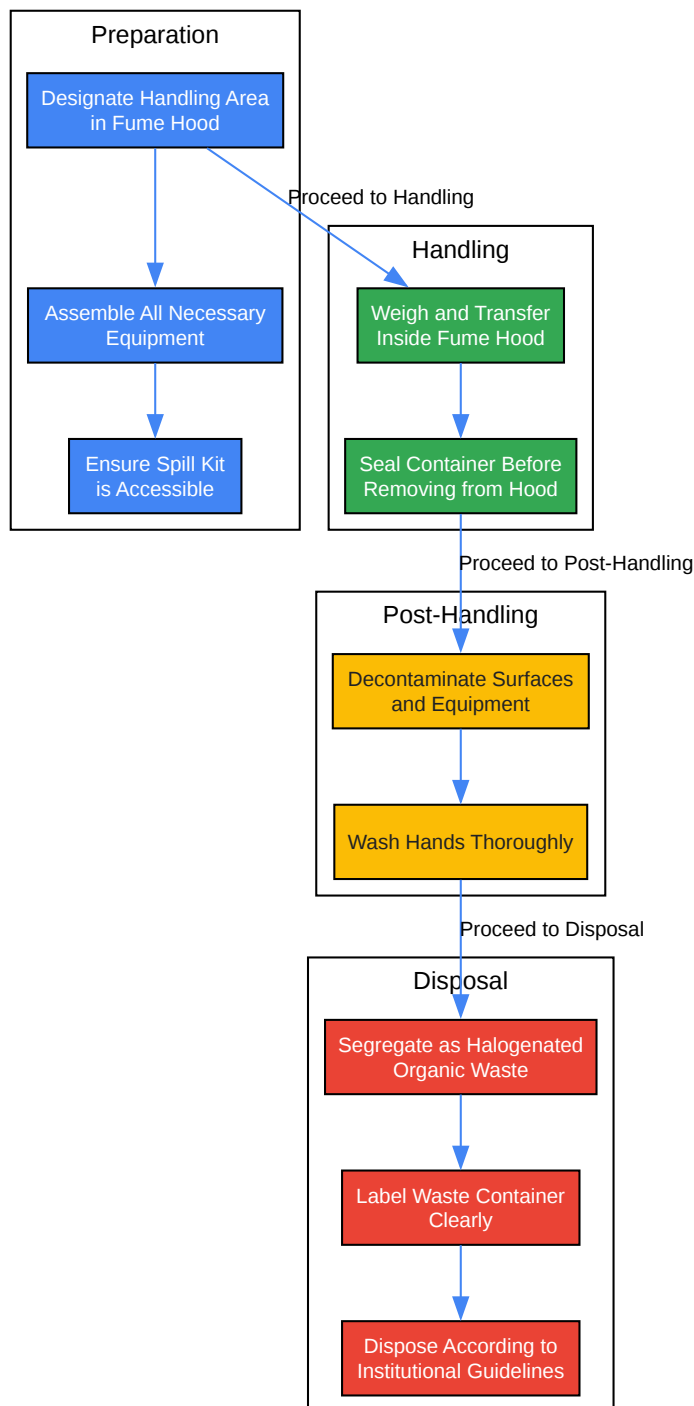 Preparation
Designate Handling Area
in Fume Hood
Proceed to Handling
Handling
Assemble All Necessary
Equipment
Weigh and Transfer
Inside Fume Hood
Ensure Spill Kit
is Accessible
Seal Container Before
Removing from Hood
Proceed to Post-Handling
Post-Handling
Decontaminate Surfaces
and Equipment
Wash Hands Thoroughly
Proceed to Disposal
Disposal
Segregate as Halogenated
Organic Waste
Label Waste Container
Clearly
Dispose According to
Institutional Guidelines